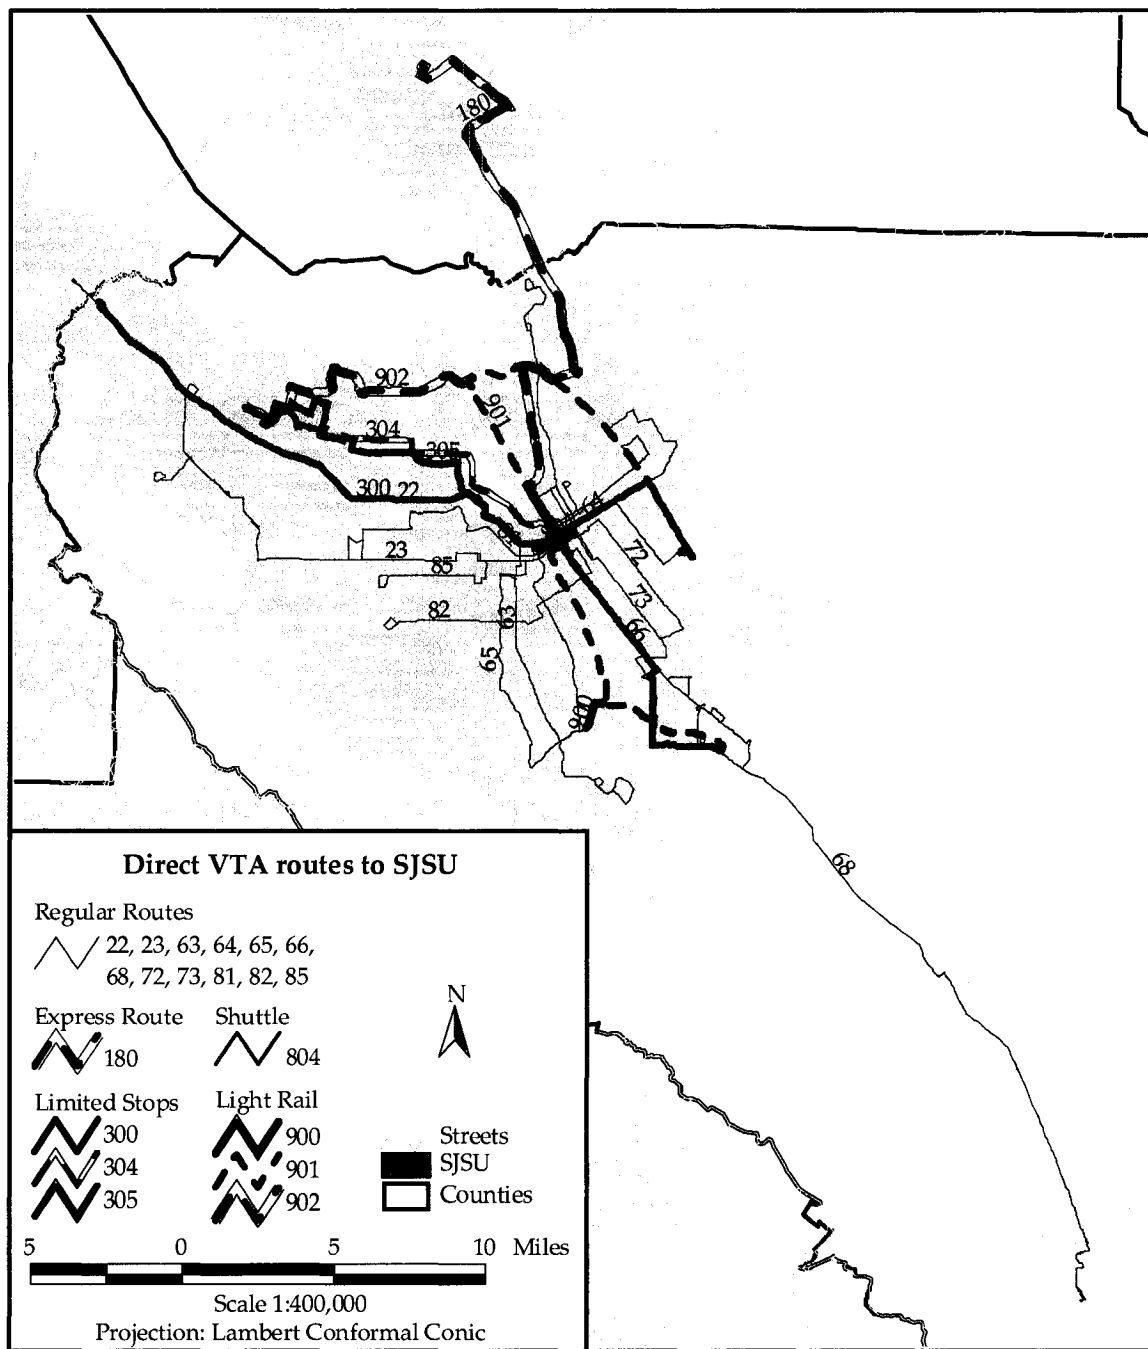 180
902
901
304
305
300 22
64
23
85
82
63
65
72
73
66
900
68
Direct VTA routes to SJSU
Regular Routes
22, 23, 63, 64, 65, 66,
68, 72, 73, 81, 82, 85
N
Express Route Shuttle
180 804
Limited Stops Light Rail
300 900
304 901
305 902
Streets
SJSU
Counties
5 0 5 10 Miles
Scale 1:400,000
Projection: Lambert Conformal Conic